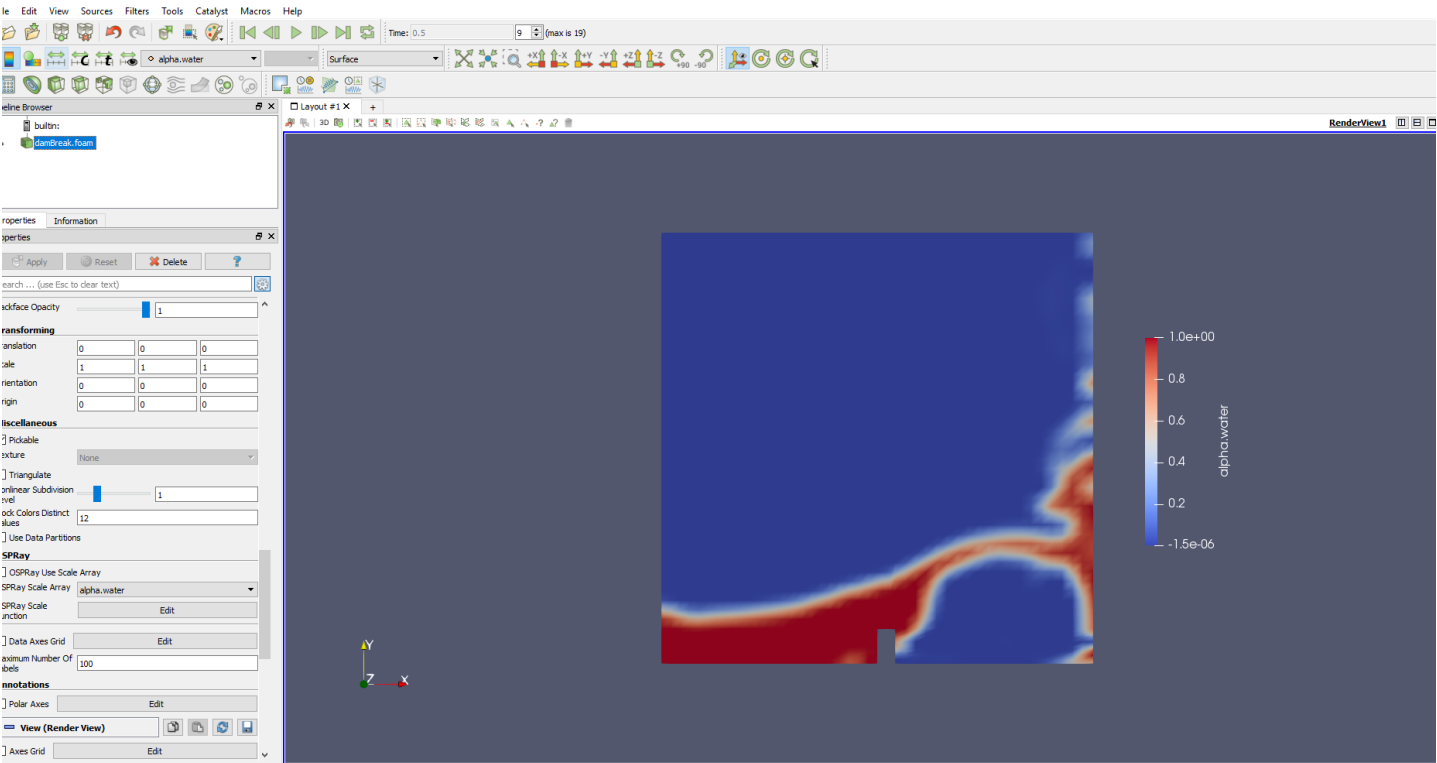 le Edit View Sources Filters Tools Catalyst Macros Help
Time: 0.5 9 (max is 19)
alpha.water Surface
+X -X +Y -Y +Z -Z +90 -90
eline Browser
Layout #1 X +
3D RenderView1
builtin:
damBreak.foam
roperties Information
operties
Apply Reset Delete ?
earch ... (use Esc to clear text)
ackface Opacity 1
ransforming
ranslation 0 0 0
cale 1 1 1
rientation 0 0 0
rigin 0 0 0
iscellaneous
Pickable
exture None
Triangulate
onlinear Subdivision
evel 1
ock Colors Distinct
alues 12
Use Data Partitions
SPRay
OSPRay Use Scale Array
SPRay Scale Array alpha.water
SPRay Scale
unction Edit
Data Axes Grid Edit
aximum Number Of
abels 100
nnotations
Polar Axes Edit
View (Render View)
Axes Grid Edit
1.0e+00
0.8
0.6
0.4
0.2
-1.5e-06
alpha.water
Y
Z X